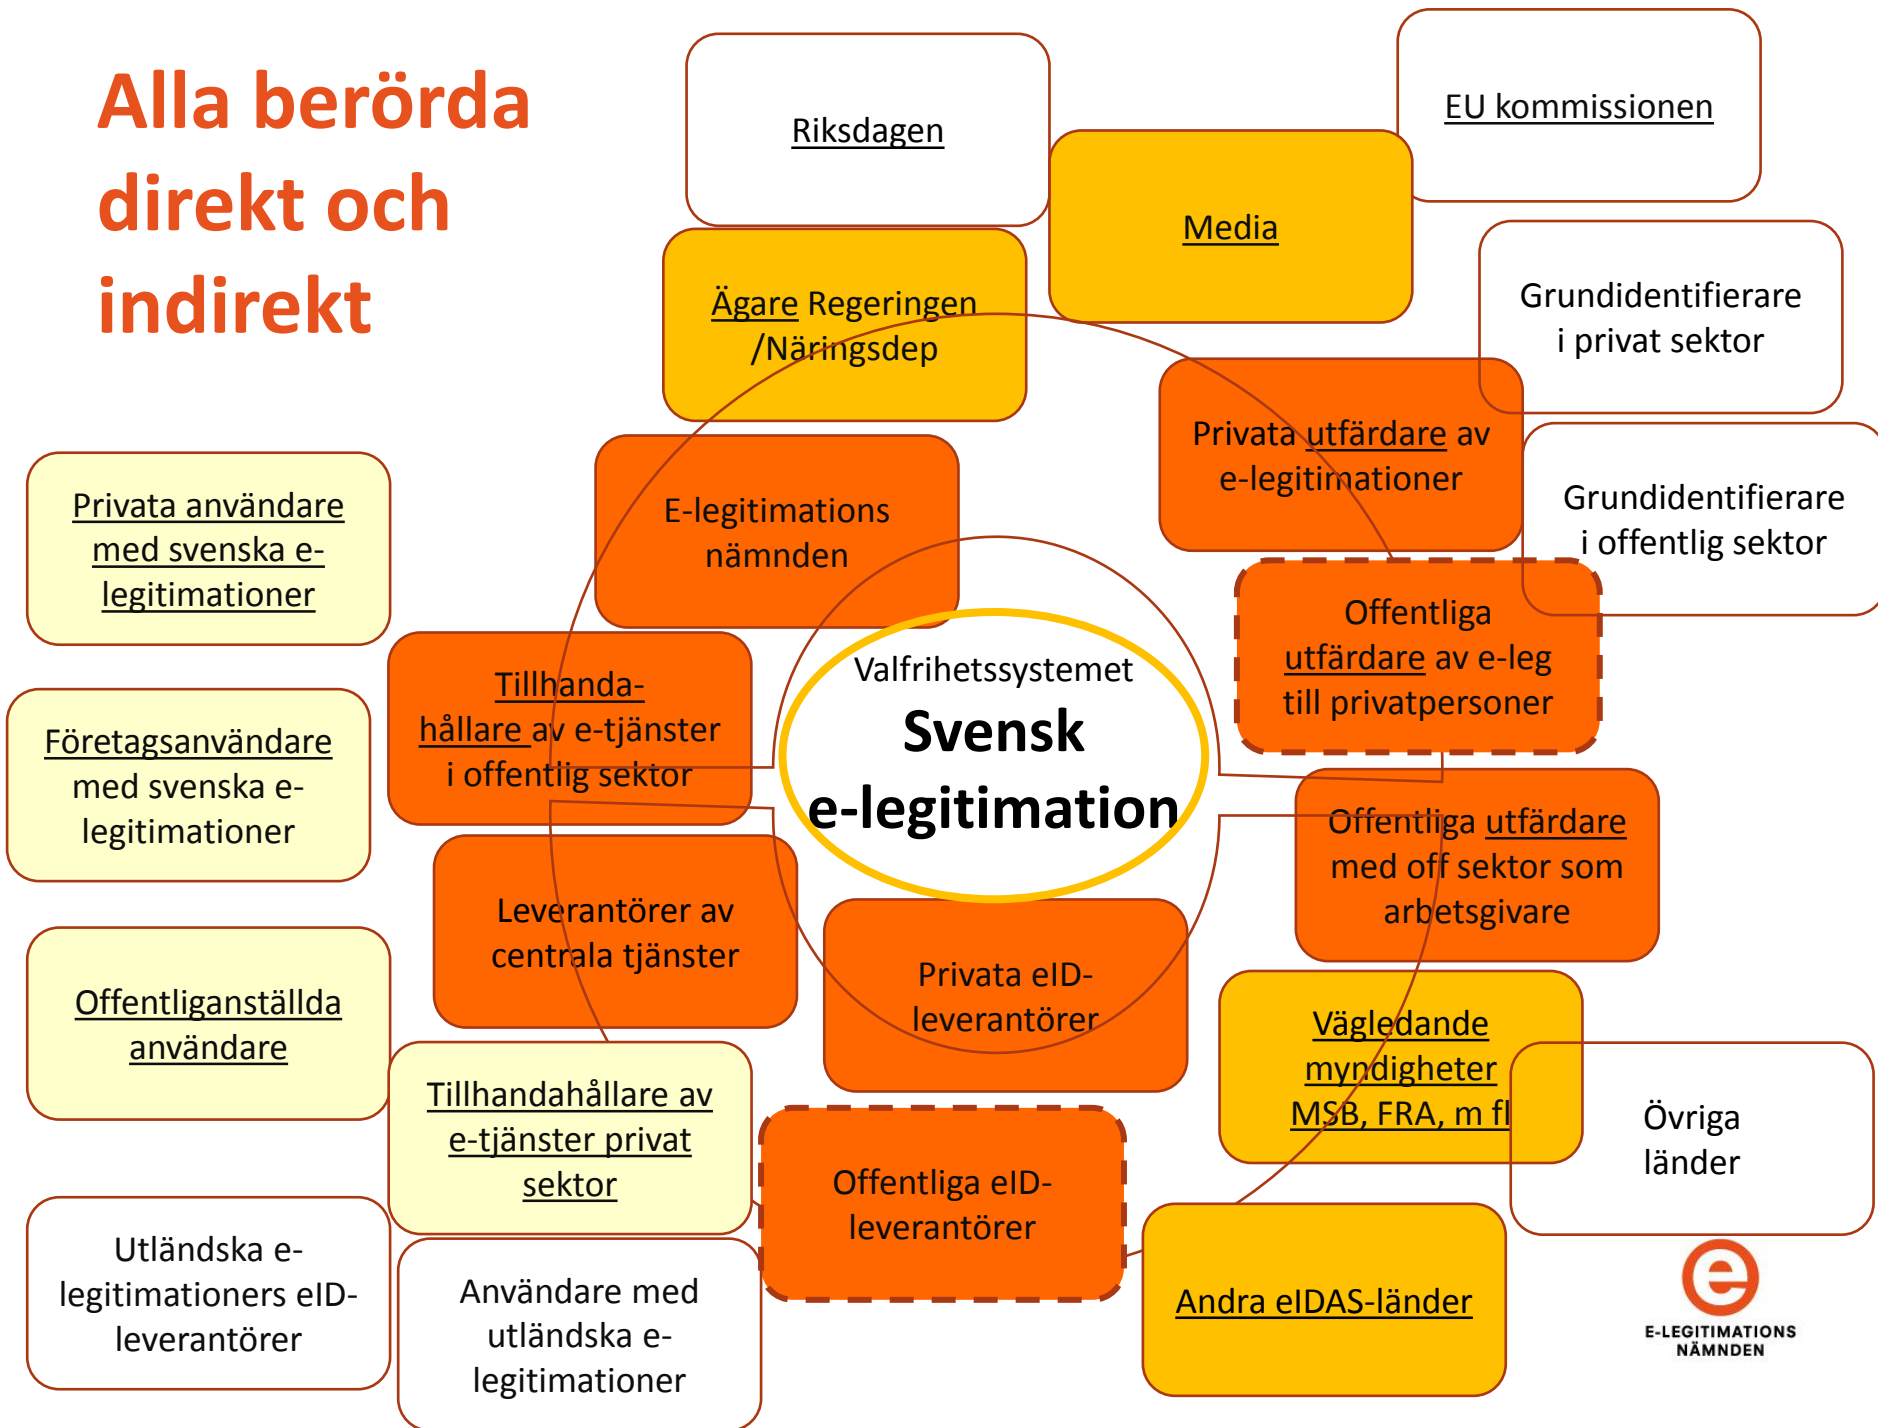 Alla berörda
direkt och
indirekt
Riksdagen
EU kommissionen
Media
Ägare Regeringen
/Näringsdep
Grundidentifierare
i privat sektor
Privata utfärdare av
e-legitimationer
E-legitimations
nämnden
Grundidentifierare
i offentlig sektor
Privata användare
med svenska e-
legitimationer
Offentliga
utfärdare av e-leg
till privatpersoner
Tillhanda-
hållare av e-tjänster
i offentlig sektor
Valfrihetssystemet
Svensk
e-legitimation
Företagsanvändare
med svenska e-
legitimationer
Offentliga utfärdare
med off sektor som
arbetsgivare
Leverantörer av
centrala tjänster
Privata eID-
leverantörer
Offentliganställda
användare
Vägledande
myndigheter
MSB, FRA, m fl
Övriga
länder
Tillhandahållare av
e-tjänster privat
sektor
Offentliga eID-
leverantörer
Utländska e-
legitimationers eID-
leverantörer
Användare med
utländska e-
legitimationer
Andra eIDAS-länder
e
E-LEGITIMATIONS
NÄMNDEN